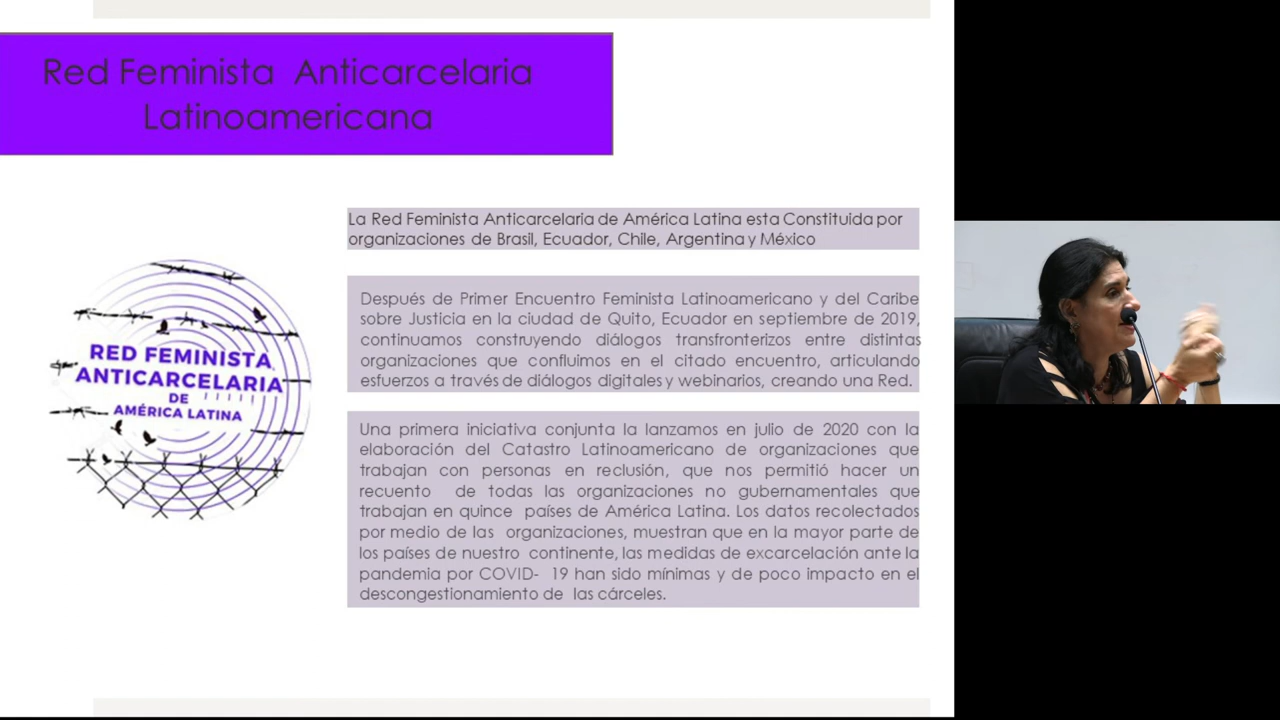 Red Feminista Anticarcelaria
Latinoamericana
La Red Feminista Anticarcelaria de América Latina esta Constituida por
organizaciones de Brasil, Ecuador, Chile, Argentina y México
Después de Primer Encuentro Feminista Latinoamericano y del Caribe
sobre Justicia en la ciudad de Quito, Ecuador en septiembre de 2019,
continuamos construyendo diálogos transfronterizos entre distintas
organizaciones que confluimos en el citado encuentro, articulando
esfuerzos a través de diálogos digitales y webinarios, creando una Red.
Una primera iniciativa conjunta la lanzamos en julio de 2020 con la
elaboración del Catastro Latinoamericano de organizaciones que
trabajan con personas en reclusión, que nos permitió hacer un
recuento de todas las organizaciones no gubernamentales que
trabajan en quince países de América Latina. Los datos recolectados
por medio de las organizaciones, muestran que en la mayor parte de
los países de nuestro continente, las medidas de excarcelación ante la
pandemia por COVID- 19 han sido mínimas y de poco impacto en el
descongestionamiento de las cárceles.
RED FEMINISTA
ANTICARCELARIA
DE
AMÉRICA LATINA